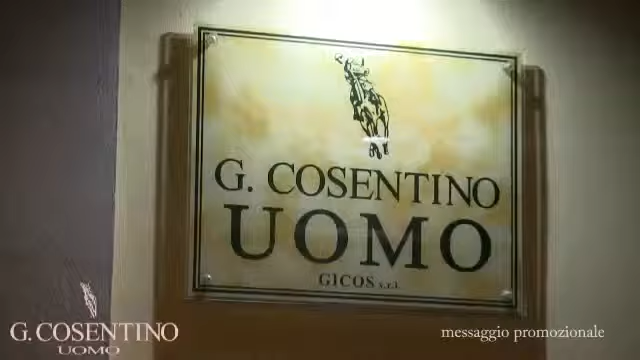 G. COSENTINO
UOMO
GICOS s.r.l.
G. COSENTINO
UOMO
messaggio promozionale